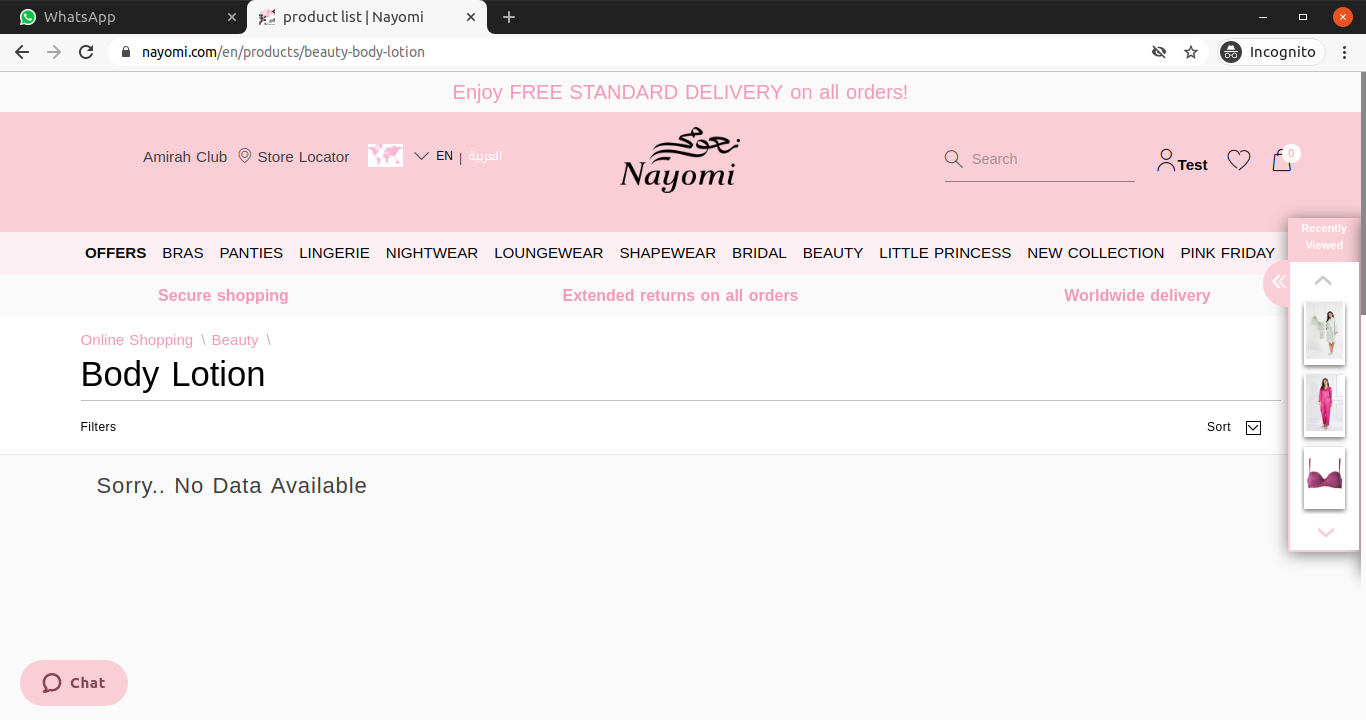 WhatsApp
product list | Nayomi
nayomi.com/en/products/beauty-body-lotion
Incognito
Enjoy FREE STANDARD DELIVERY on all orders!
Amirah Club
Store Locator
EN | العربية
نعومي
Nayomi
Search
Test
0
OFFERS BRAS PANTIES LINGERIE NIGHTWEAR LOUNGEWEAR SHAPEWEAR BRIDAL BEAUTY LITTLE PRINCESS NEW COLLECTION PINK FRIDAY
Recently
Viewed
Secure shopping
Extended returns on all orders
Worldwide delivery
Online Shopping \ Beauty \
Body Lotion
Filters
Sort
Sorry.. No Data Available
Chat